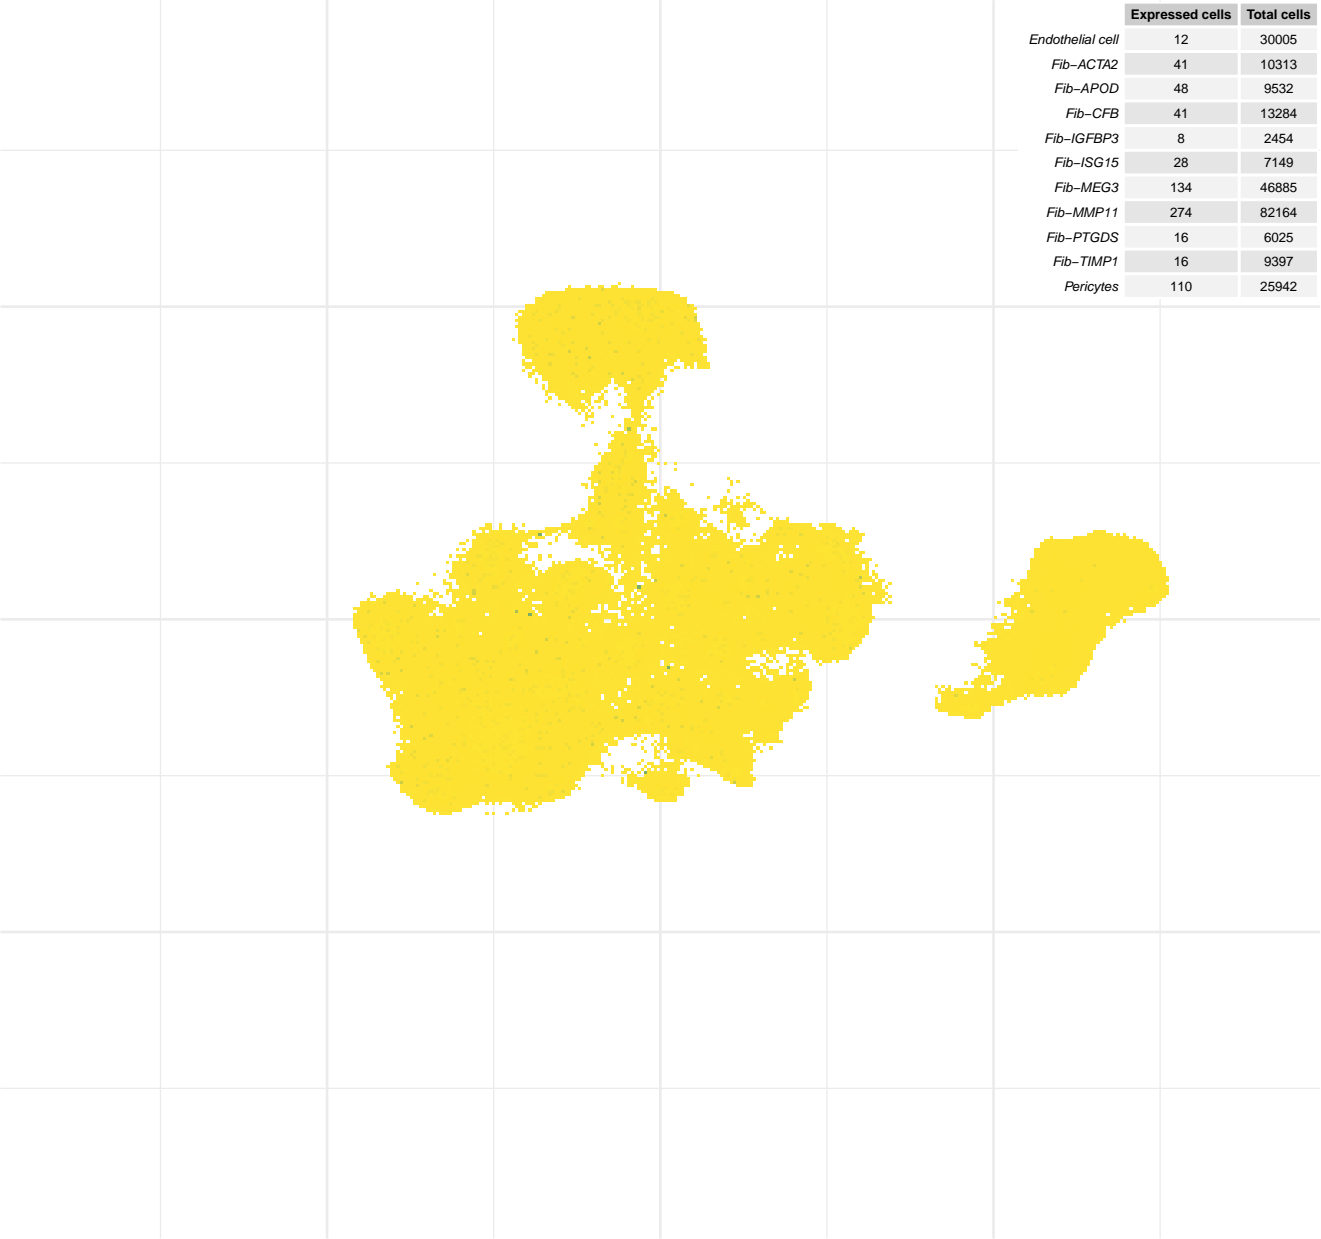 Expressed cells Total cells
Endothelial cell 12 30005
Fib−ACTA2 41 10313
Fib−APOD 48 9532
Fib−CFB 41 13284
Fib−IGFBP3 8 2454
Fib−ISG15 28 7149
Fib−MEG3 134 46885
Fib−MMP11 274 82164
Fib−PTGDS 16 6025
Fib−TIMP1 16 9397
Pericytes 110 25942